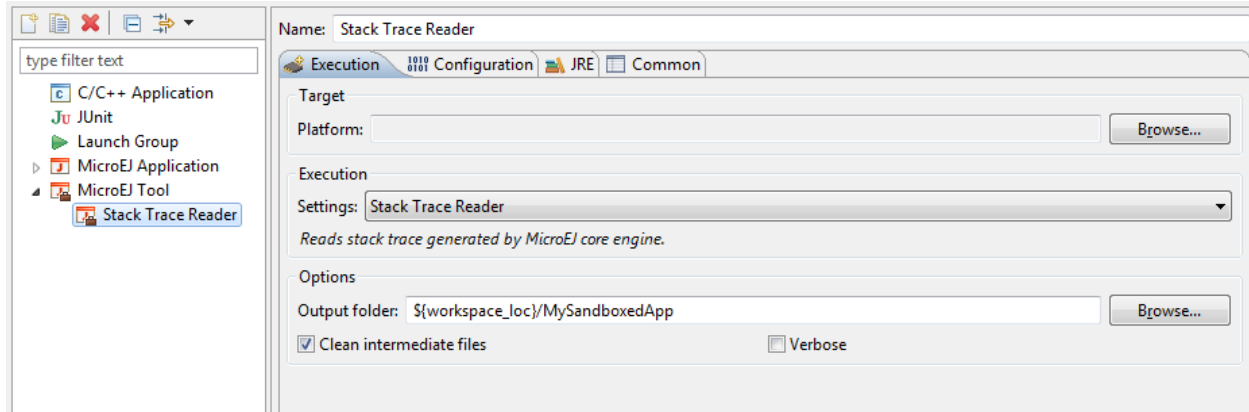 Name: Stack Trace Reader
type filter text
C/C++ Application
JUnit
Launch Group
MicroEJ Application
MicroEJ Tool
Stack Trace Reader
Execution Configuration JRE Common
Target
Platform: Browse...
Execution
Settings: Stack Trace Reader
Reads stack trace generated by MicroEJ core engine.
Options
Output folder: ${workspace_loc}/MySandboxedApp Browse...
Clean intermediate files Verbose